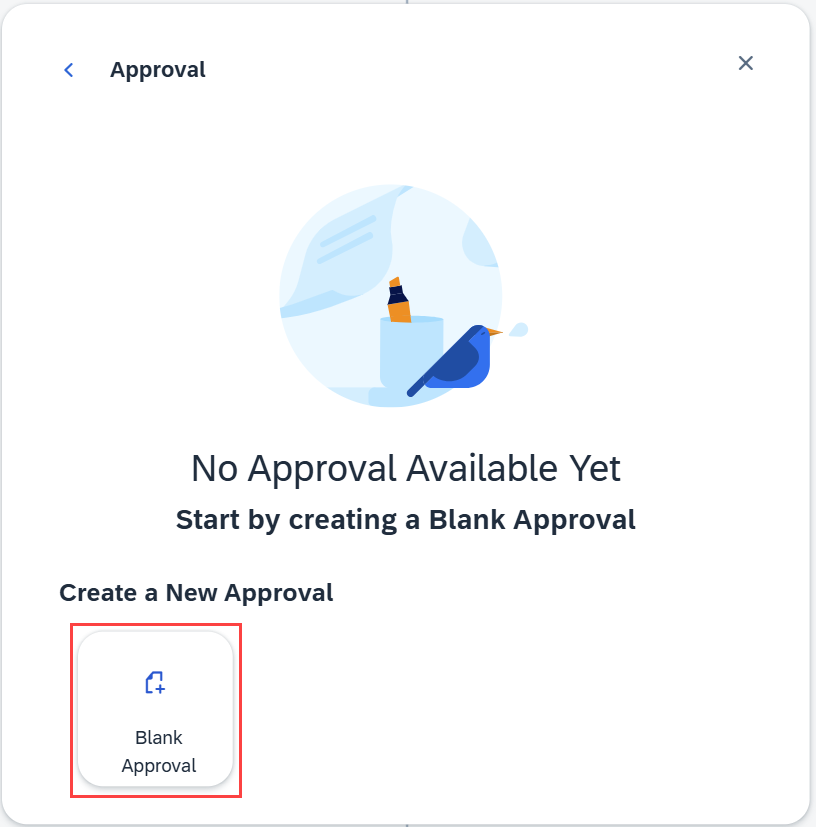 Approval
No Approval Available Yet
Start by creating a Blank Approval
Create a New Approval
Blank
Approval